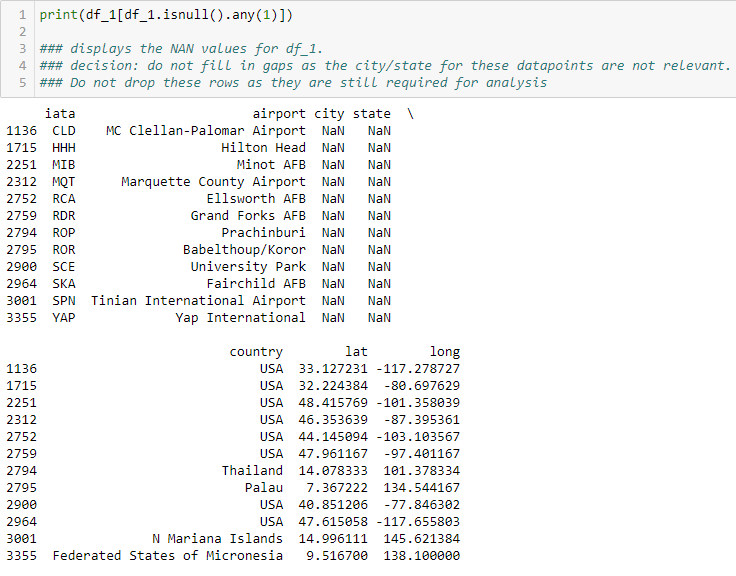 1 print(df_1[df_1.isnull().any(1)])
2
3 ### displays the NAN values for df_1.
4 ### decision: do not fill in gaps as the city/state for these datapoints are not relevant.
5 ### Do not drop these rows as they are still required for analysis
iata airport city state \
1136 CLD MC Clellan-Palomar Airport NaN NaN
1715 HHH Hilton Head NaN NaN
2251 MIB Minot AFB NaN NaN
2312 MQT Marquette County Airport NaN NaN
2752 RCA Ellsworth AFB NaN NaN
2759 RDR Grand Forks AFB NaN NaN
2794 ROP Prachinburi NaN NaN
2795 ROR Babelthoup/Koror NaN NaN
2900 SCE University Park NaN NaN
2964 SKA Fairchild AFB NaN NaN
3001 SPN Tinian International Airport NaN NaN
3355 YAP Yap International NaN NaN
country lat long
1136 USA 33.127231 -117.278727
1715 USA 32.224384 -80.697629
2251 USA 48.415769 -101.358039
2312 USA 46.353639 -87.395361
2752 USA 44.145094 -103.103567
2759 USA 47.961167 -97.401167
2794 Thailand 14.078333 101.378334
2795 Palau 7.367222 134.544167
2900 USA 40.851206 -77.846302
2964 USA 47.615058 -117.655803
3001 N Mariana Islands 14.996111 145.621384
3355 Federated States of Micronesia 9.516700 138.100000